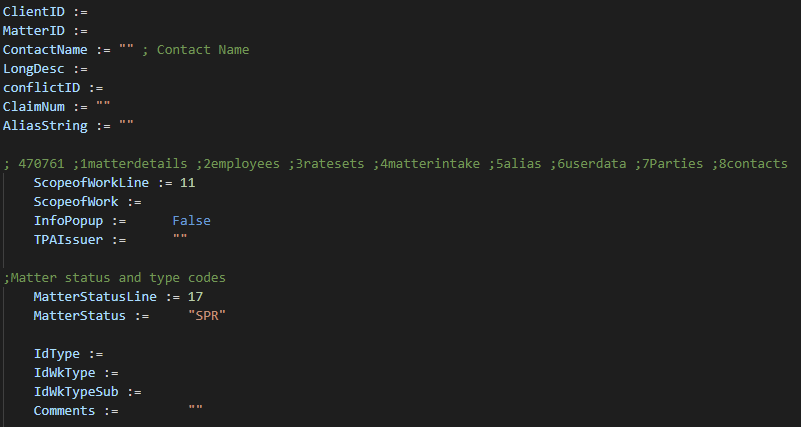 ClientID :=
MatterID :=
ContactName := "" ; Contact Name
LongDesc :=
conflictID :=
ClaimNum := ""
AliasString := ""
; 470761 ;1matterdetails ;2employees ;3ratesets ;4matterintake ;5alias ;6userdata ;7Parties ;8contacts
ScopeofWorkLine := 11
ScopeofWork :=
InfoPopup := False
TPAIssuer := ""
;Matter status and type codes
MatterStatusLine := 17
MatterStatus := "SPR"
IdType :=
IdWkType :=
IdWkTypeSub :=
Comments := ""